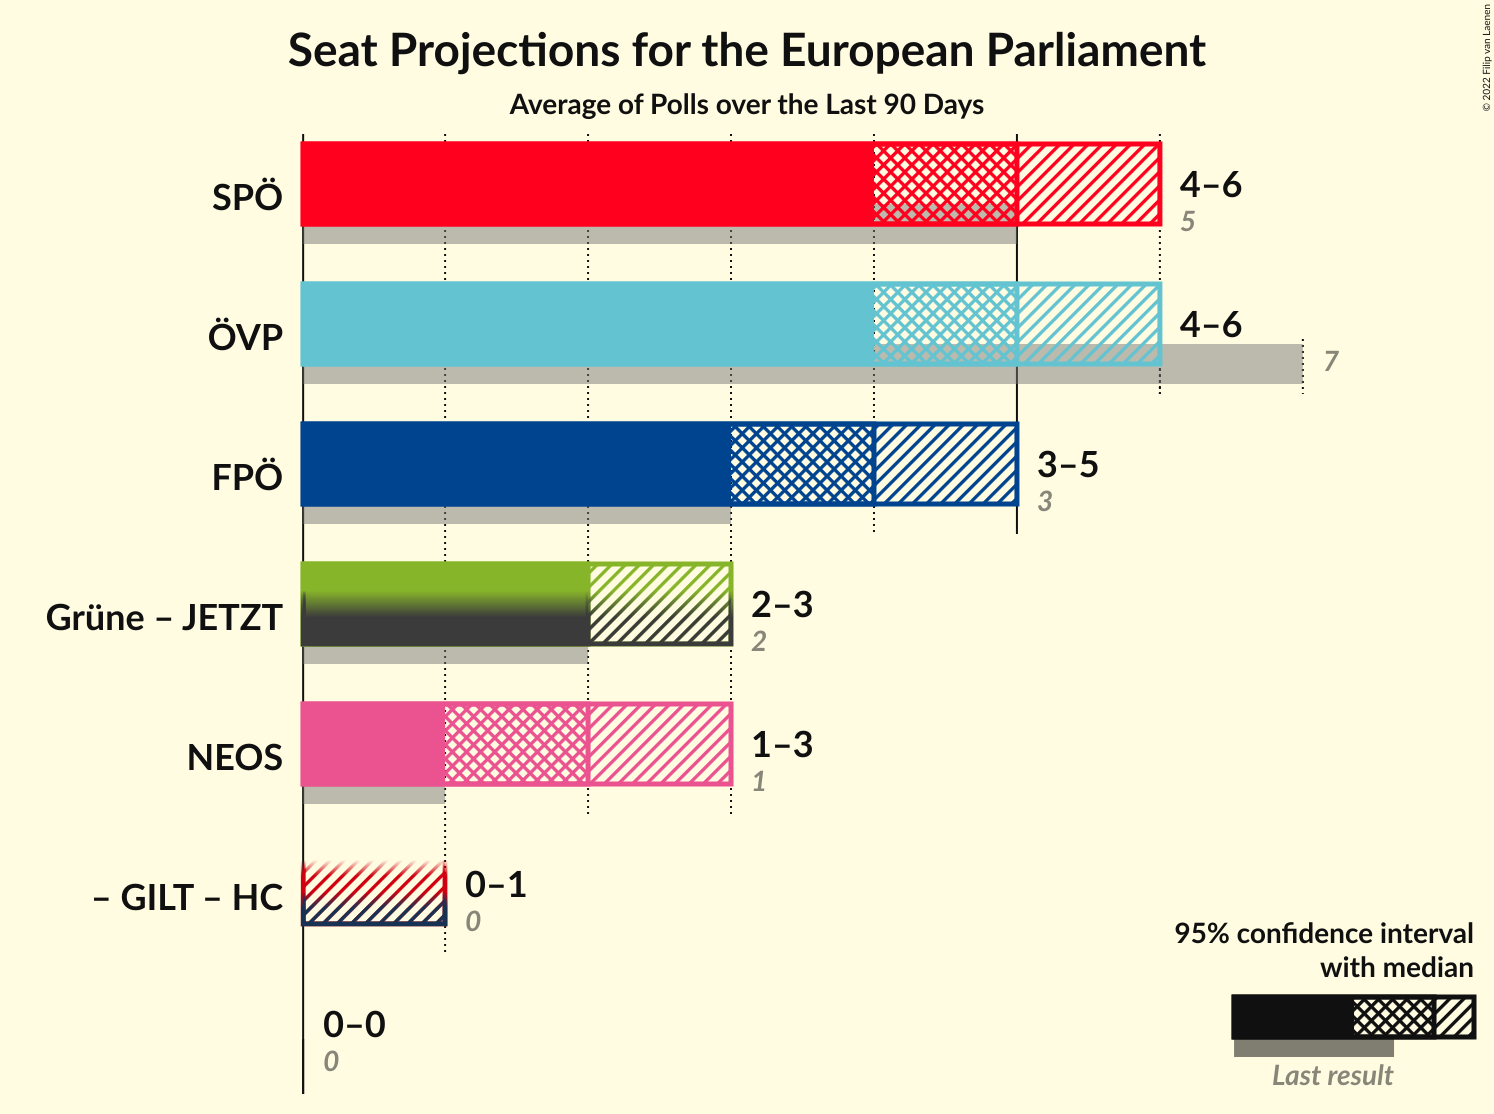 Seat Projections for the European Parliament
Average of Polls over the Last 90 Days
© 2022 Filip van Laenen
SPÖ
4–6
5
ÖVP
4–6
7
FPÖ
3–5
3
Grüne – JETZT
2–3
2
NEOS
1–3
1
– GILT – HC
0–1
0
0–0
0
95% confidence interval
with median
Last result